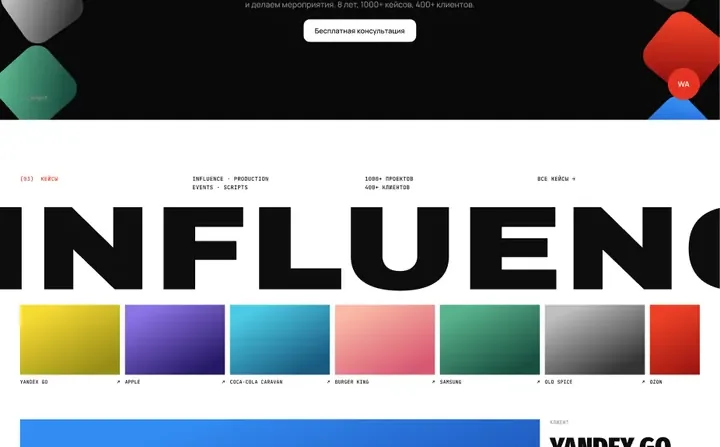 и делаем мероприятия. 8 лет, 1000+ кейсов, 400+ клиентов.
Бесплатная консультация
WA
(03) КЕЙСЫ
INFLUENCE · PRODUCTION
EVENTS · SCRIPTS
1000+ ПРОЕКТОВ
400+ КЛИЕНТОВ
ВСЕ КЕЙСЫ →
INFLUENC
YANDEX GO ↗
APPLE ↗
COCA-COLA CARAVAN ↗
BURGER KING ↗
SAMSUNG ↗
OLD SPICE ↗
OZON
КЛИЕНТ
YANDEX GO